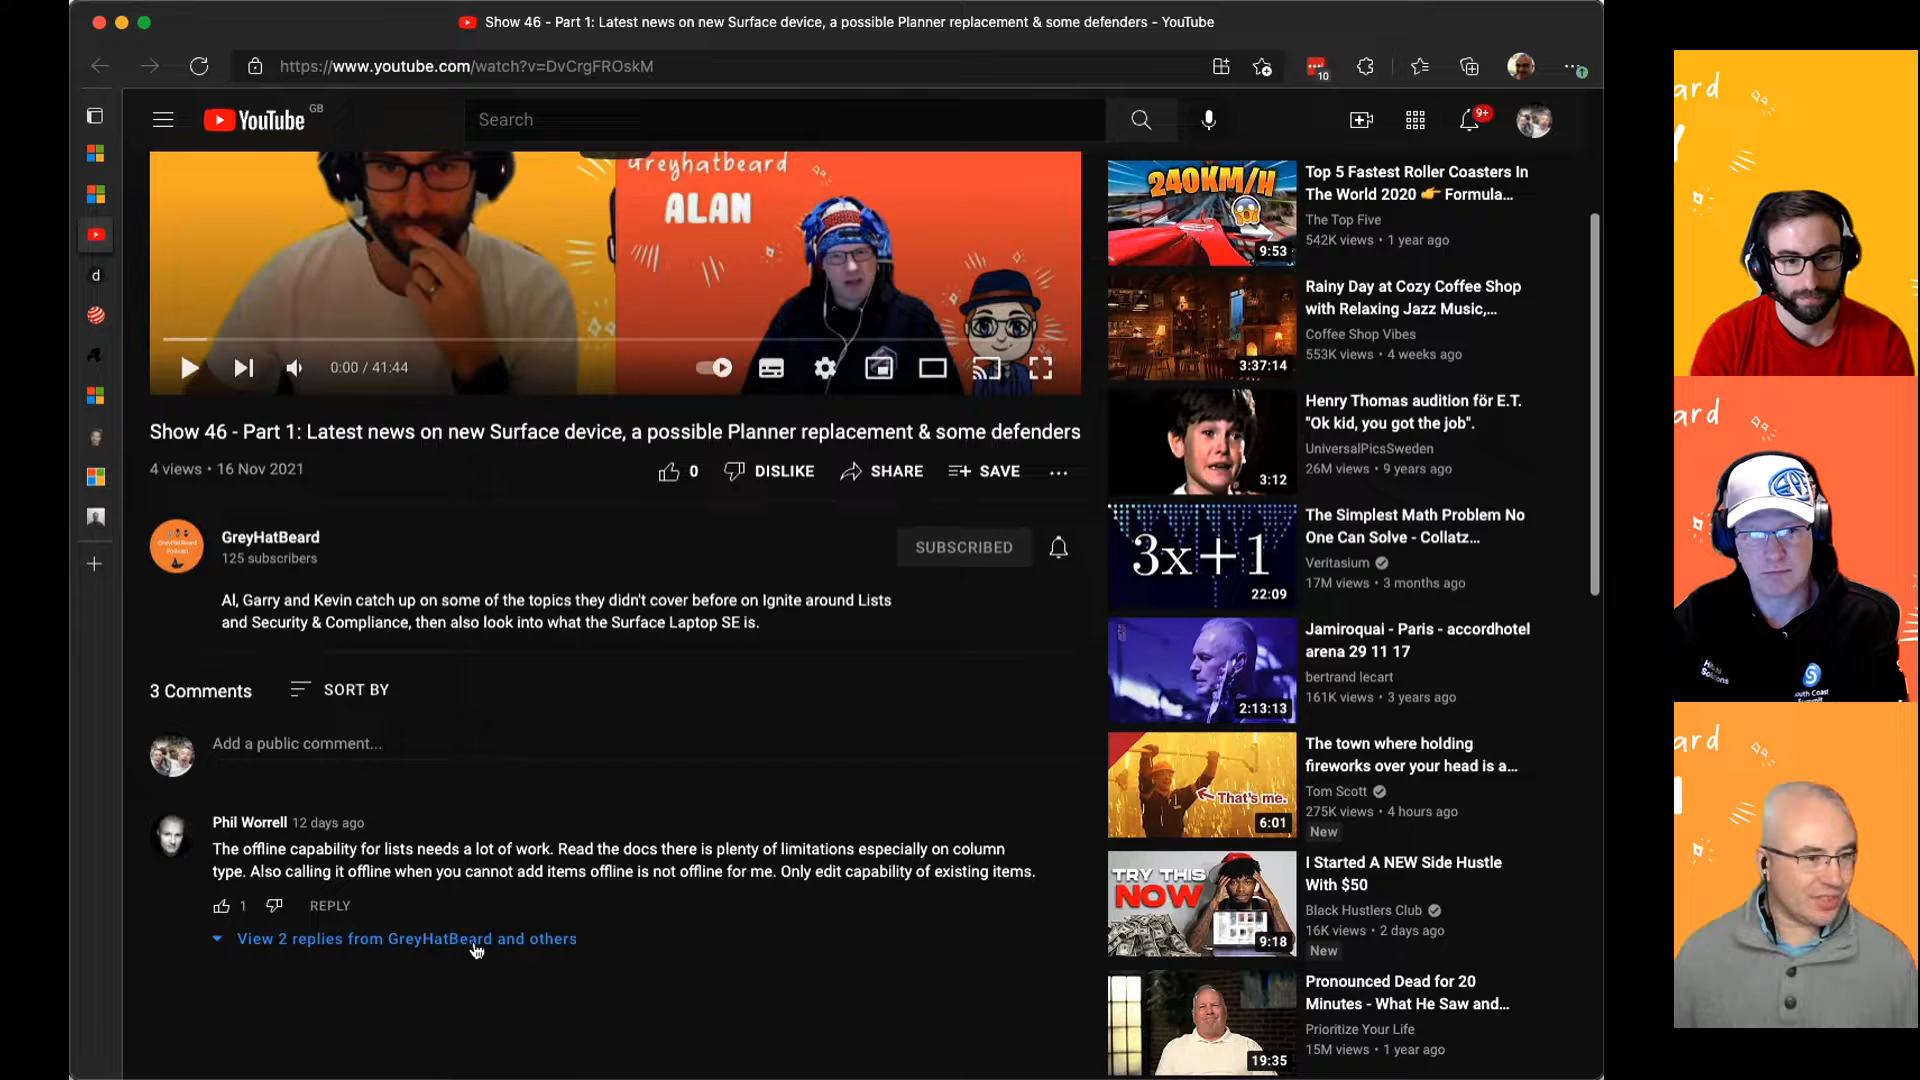 Show 46 - Part 1: Latest news on new Surface device, a possible Planner replacement & some defenders - YouTube
https://www.youtube.com/watch?v=DvCrgFROskM
10
YouTube
GB
Search
9+
d
Greyhatbeard
ALAN
0:00 / 41:44
Show 46 - Part 1: Latest news on new Surface device, a possible Planner replacement & some defenders
4 views • 16 Nov 2021
0
DISLIKE
SHARE
SAVE
GreyHatBeard
125 subscribers
SUBSCRIBED
Al, Garry and Kevin catch up on some of the topics they didn't cover before on Ignite around Lists
and Security & Compliance, then also look into what the Surface Laptop SE is.
3 Comments
SORT BY
Add a public comment...
Phil Worrell 12 days ago
The offline capability for lists needs a lot of work. Read the docs there is plenty of limitations especially on column
type. Also calling it offline when you cannot add items offline is not offline for me. Only edit capability of existing items.
1
REPLY
View 2 replies from GreyHatBeard and others
240KM/H
9:53
Top 5 Fastest Roller Coasters In
The World 2020 👉 Formula...
The Top Five
542K views • 1 year ago
3:37:14
Rainy Day at Cozy Coffee Shop
with Relaxing Jazz Music,...
Coffee Shop Vibes
553K views • 4 weeks ago
3:12
Henry Thomas audition för E.T.
"Ok kid, you got the job".
UniversalPicsSweden
26M views • 9 years ago
3x+1
22:09
The Simplest Math Problem No
One Can Solve - Collatz...
Veritasium
17M views • 3 months ago
2:13:13
Jamiroquai - Paris - accordhotel
arena 29 11 17
bertrand lecart
161K views • 3 years ago
That's me.
6:01
The town where holding
fireworks over your head is a...
Tom Scott
275K views • 4 hours ago
New
TRY THIS
NOW
9:18
I Started A NEW Side Hustle
With $50
Black Hustlers Club
16K views • 2 days ago
New
19:35
Pronounced Dead for 20
Minutes - What He Saw and...
Prioritize Your Life
15M views • 1 year ago
ard
ard
Solutions
South Coast
Summit
ard